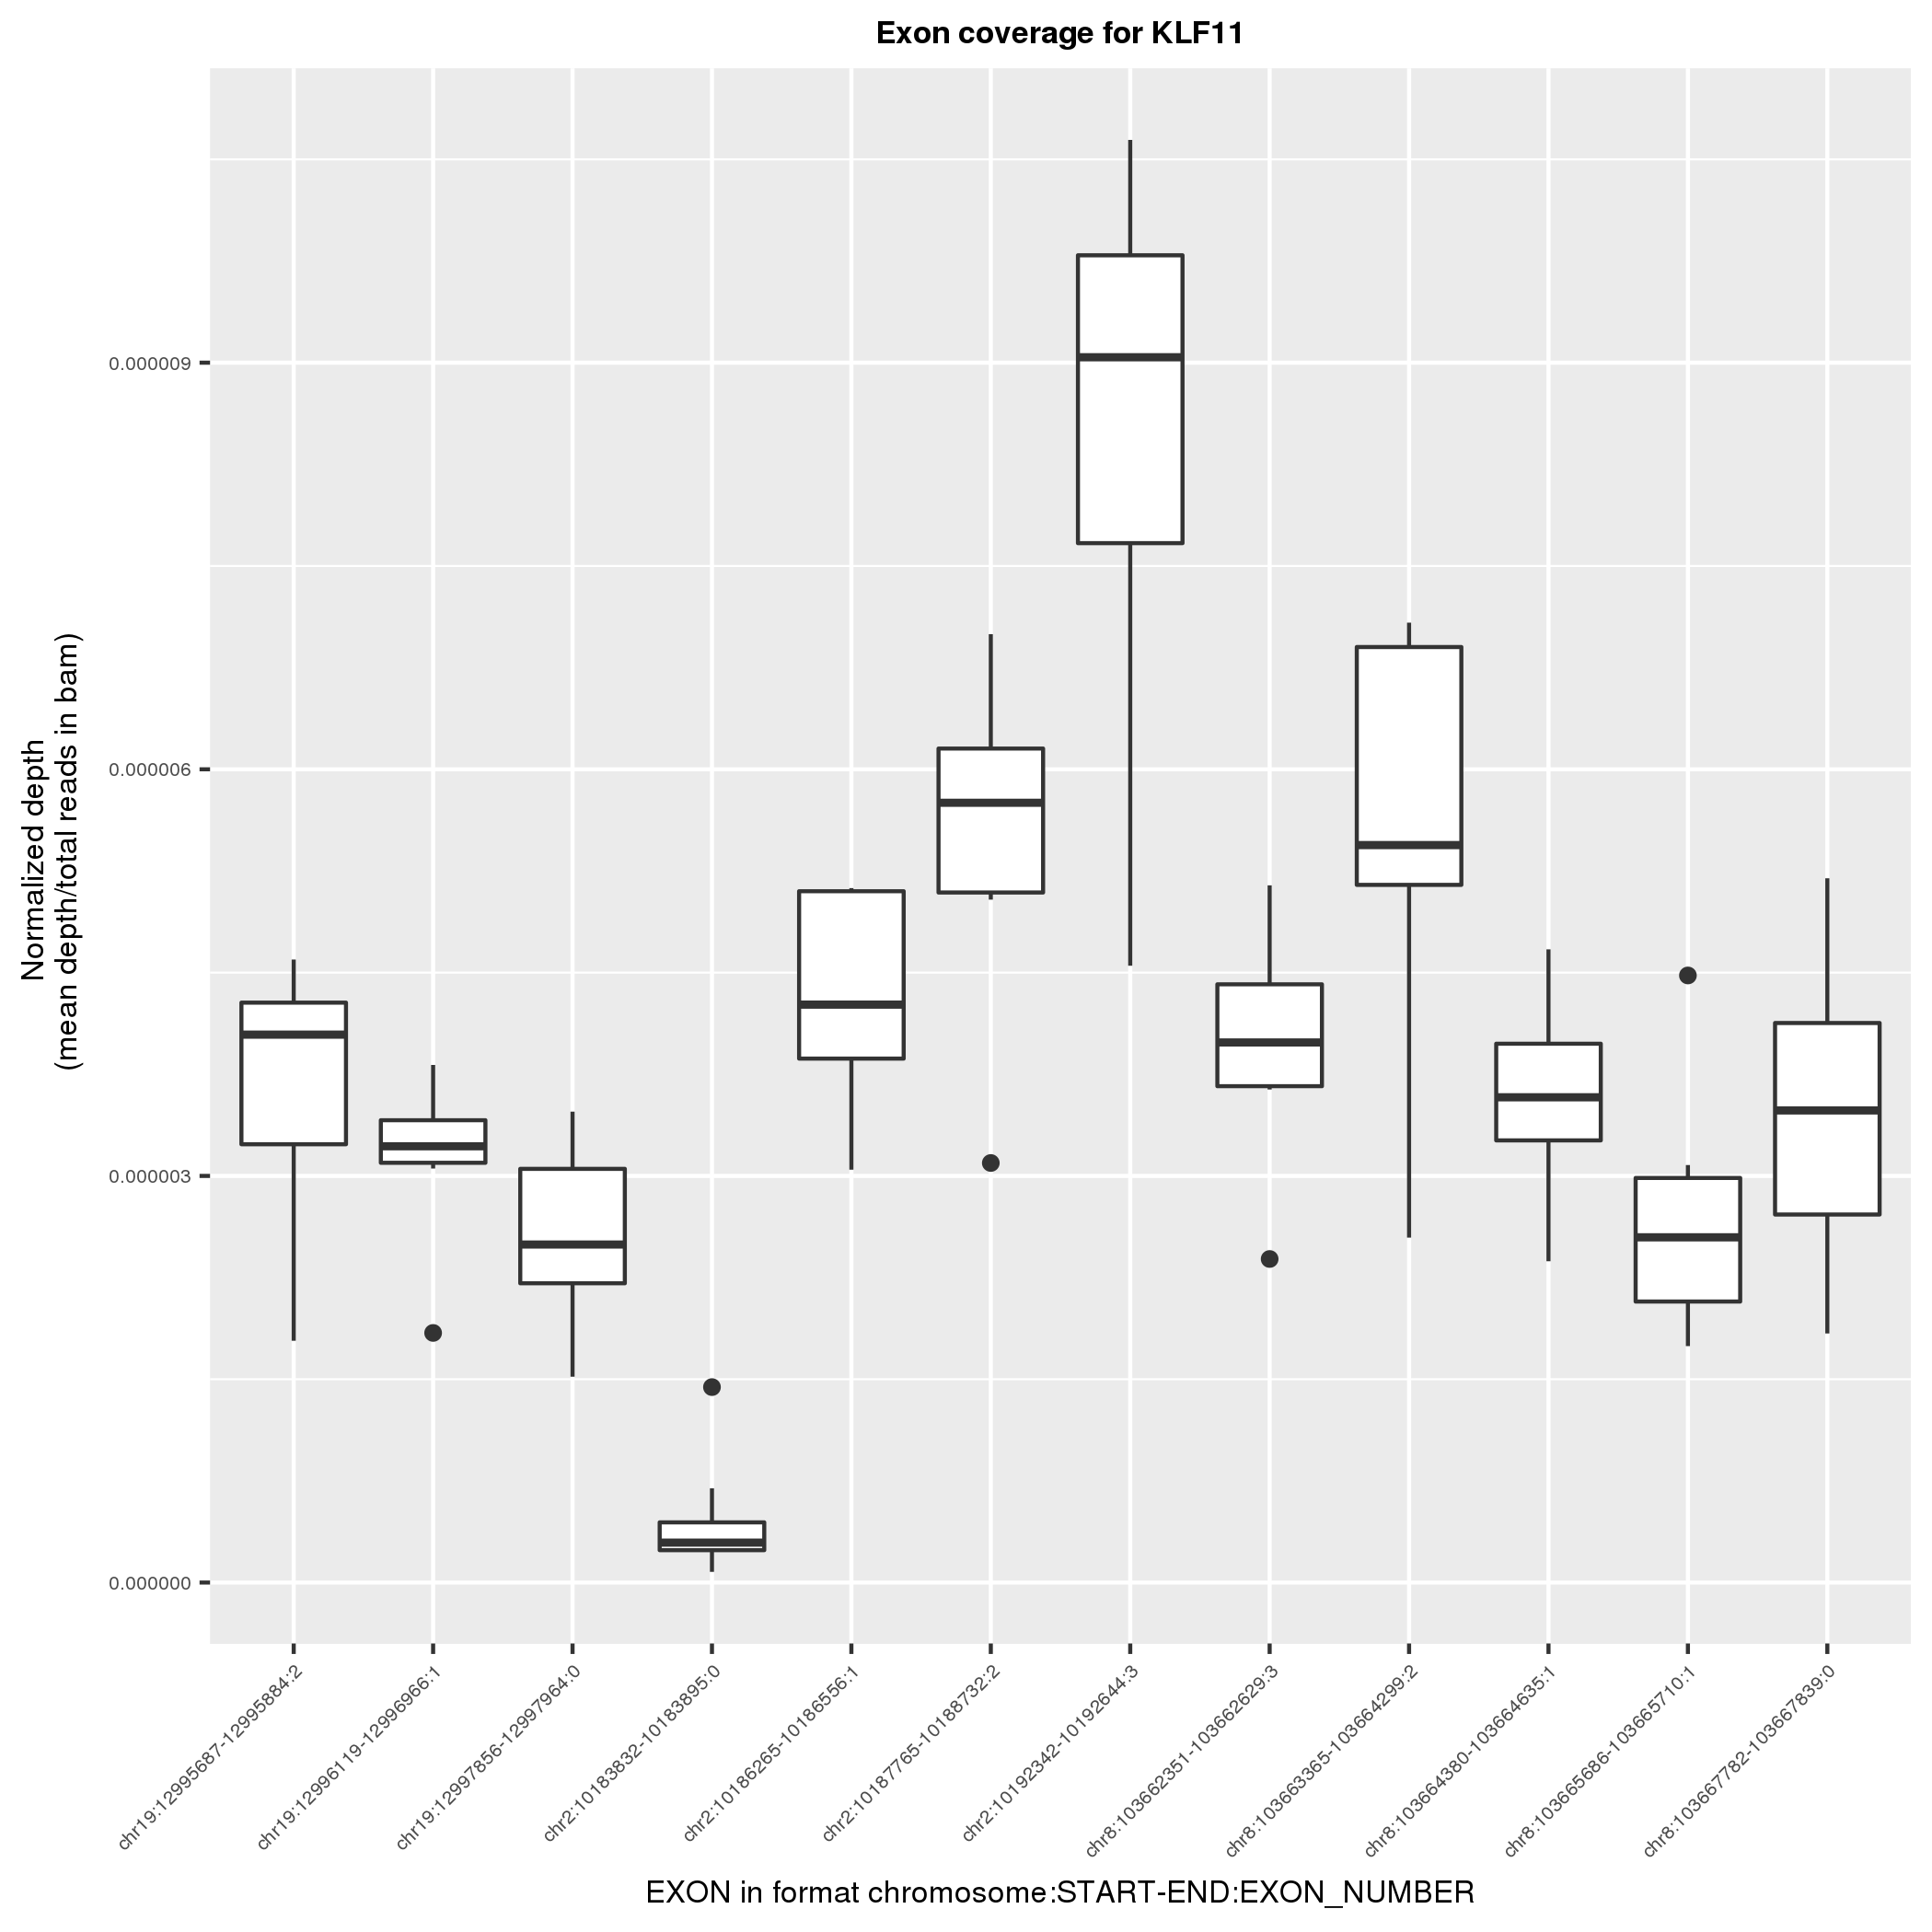 Exon coverage for KLF11
0.000009
0.000006
0.000003
0.000000
Normalized depth
(mean depth/total reads in bam)
chr19:12995687-12995884:2
chr19:12996119-12996966:1
chr19:12997856-12997964:0
chr2:10183832-10183895:0
chr2:10186265-10186556:1
chr2:10187765-10188732:2
chr2:10192342-10192644:3
chr8:103662351-103662629:3
chr8:103663365-103664299:2
chr8:103664380-103664635:1
chr8:103665686-103665710:1
chr8:103667782-103667839:0
EXON in format chromosome:START-END:EXON_NUMBER